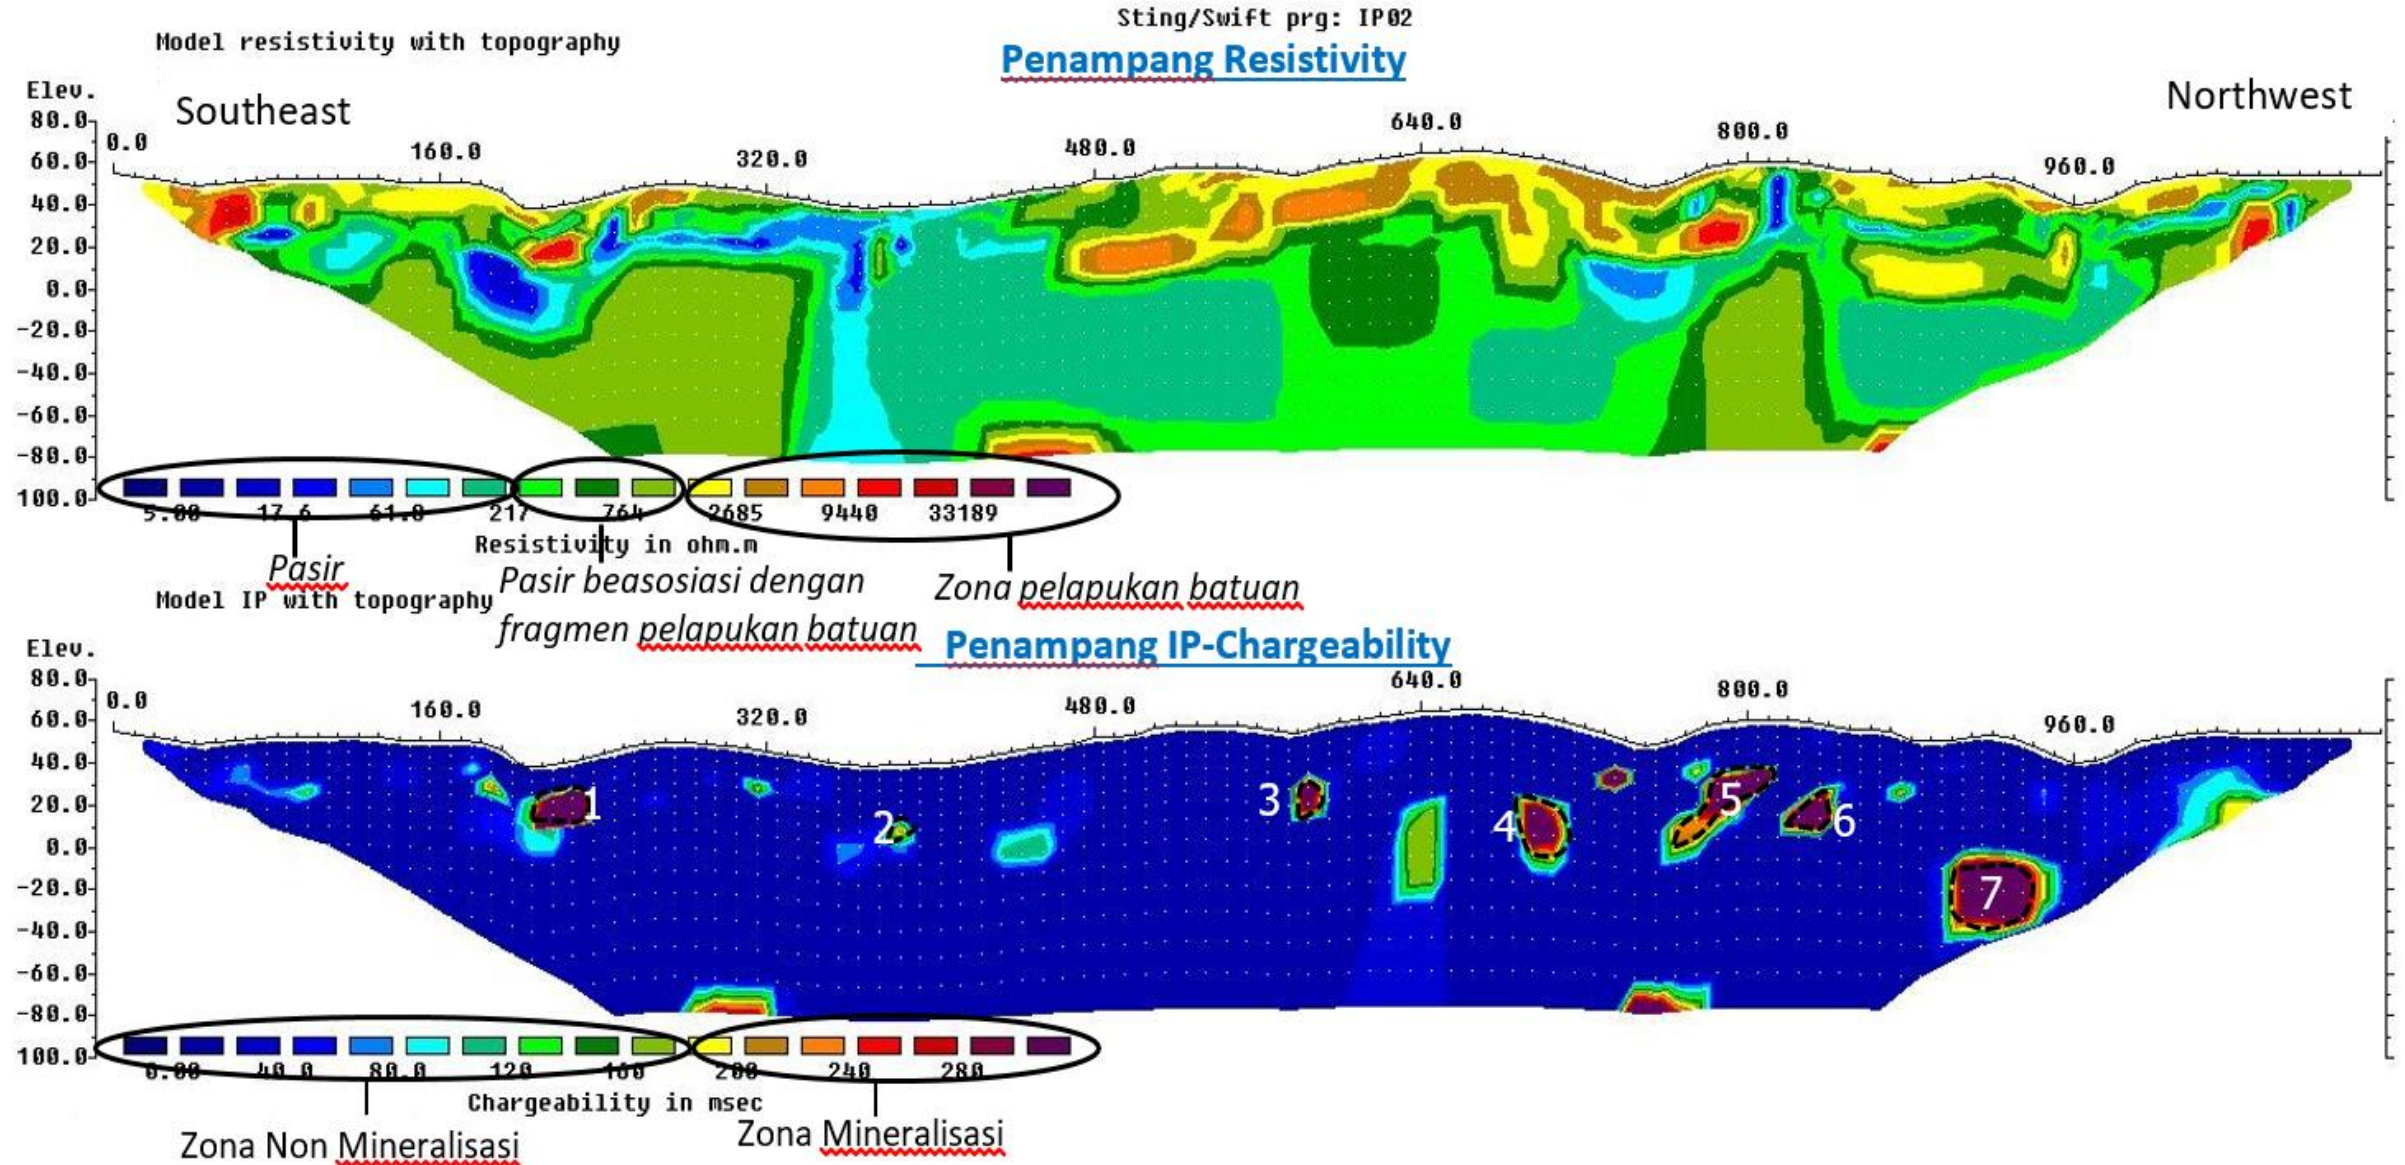 Sting/Swift prg: IP02
Model resistivity with topography
Penampang Resistivity
Elev.
Southeast
Northwest
80.0
60.0
40.0
20.0
0.0
-20.0
-40.0
-60.0
-80.0
100.0
0.0 160.0 320.0 480.0 640.0 800.0 960.0
5.00 17.6 61.8 217 764 2685 9440 33189
Resistivity in ohm.m
Pasir
Pasir beasosiasi dengan
fragmen pelapukan batuan
Zona pelapukan batuan
Model IP with topography
Penampang IP-Chargeability
Elev.
80.0
60.0
40.0
20.0
0.0
-20.0
-40.0
-60.0
-80.0
100.0
0.0 160.0 320.0 480.0 640.0 800.0 960.0
1 2 3 4 5 6 7
0.00 40.0 80.0 120 160 200 240 280
Chargeability in msec
Zona Non Mineralisasi
Zona Mineralisasi